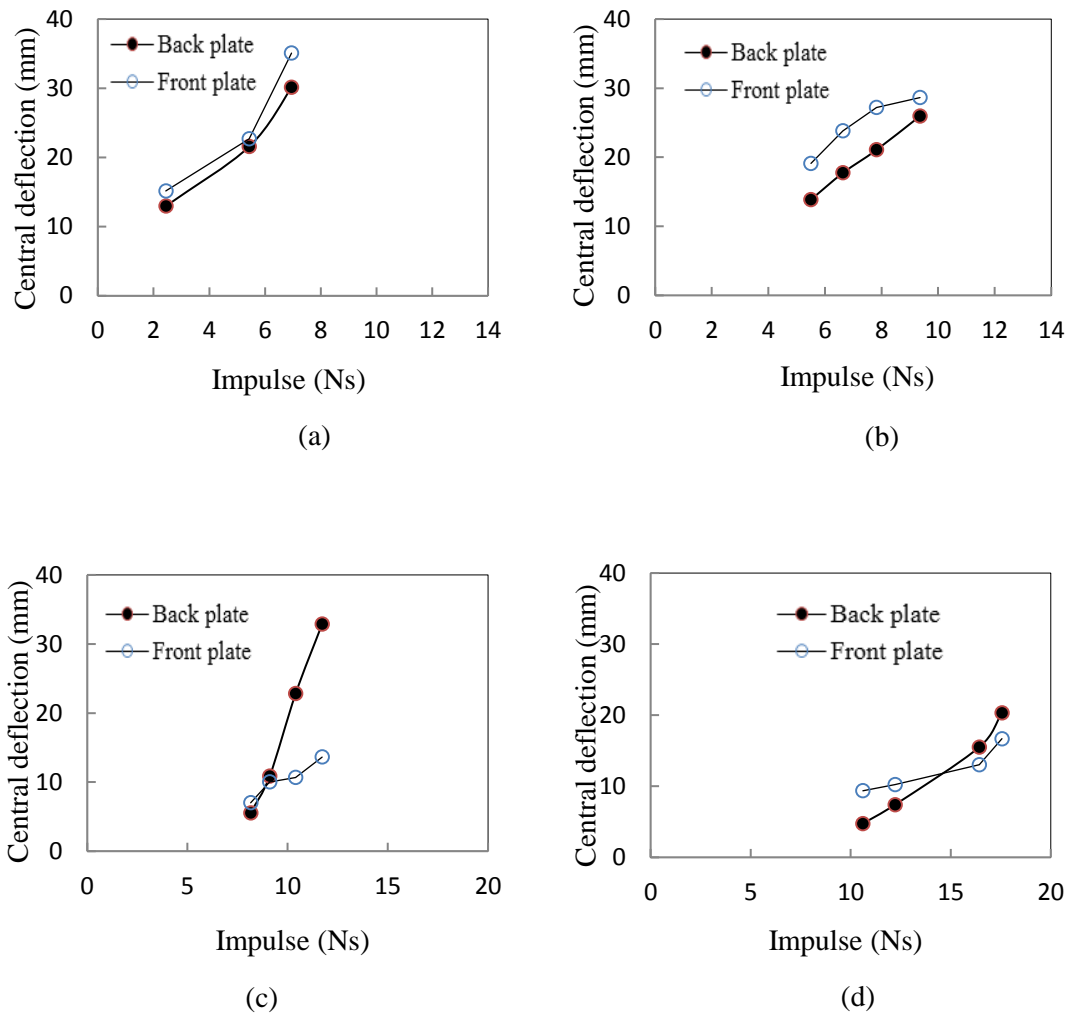 Central deflection (mm)
40
30
20
10
0
Back plate
Front plate
0 2 4 6 8 10 12 14
Impulse (Ns)
(a)
Central deflection (mm)
40
30
20
10
0
Back plate
Front plate
0 2 4 6 8 10 12 14
Impulse (Ns)
(b)
Central deflection (mm)
40
30
20
10
0
Back plate
Front plate
0 5 10 15 20
Impulse (Ns)
(c)
Central deflection (mm)
40
30
20
10
0
Back plate
Front plate
0 5 10 15 20
Impulse (Ns)
(d)